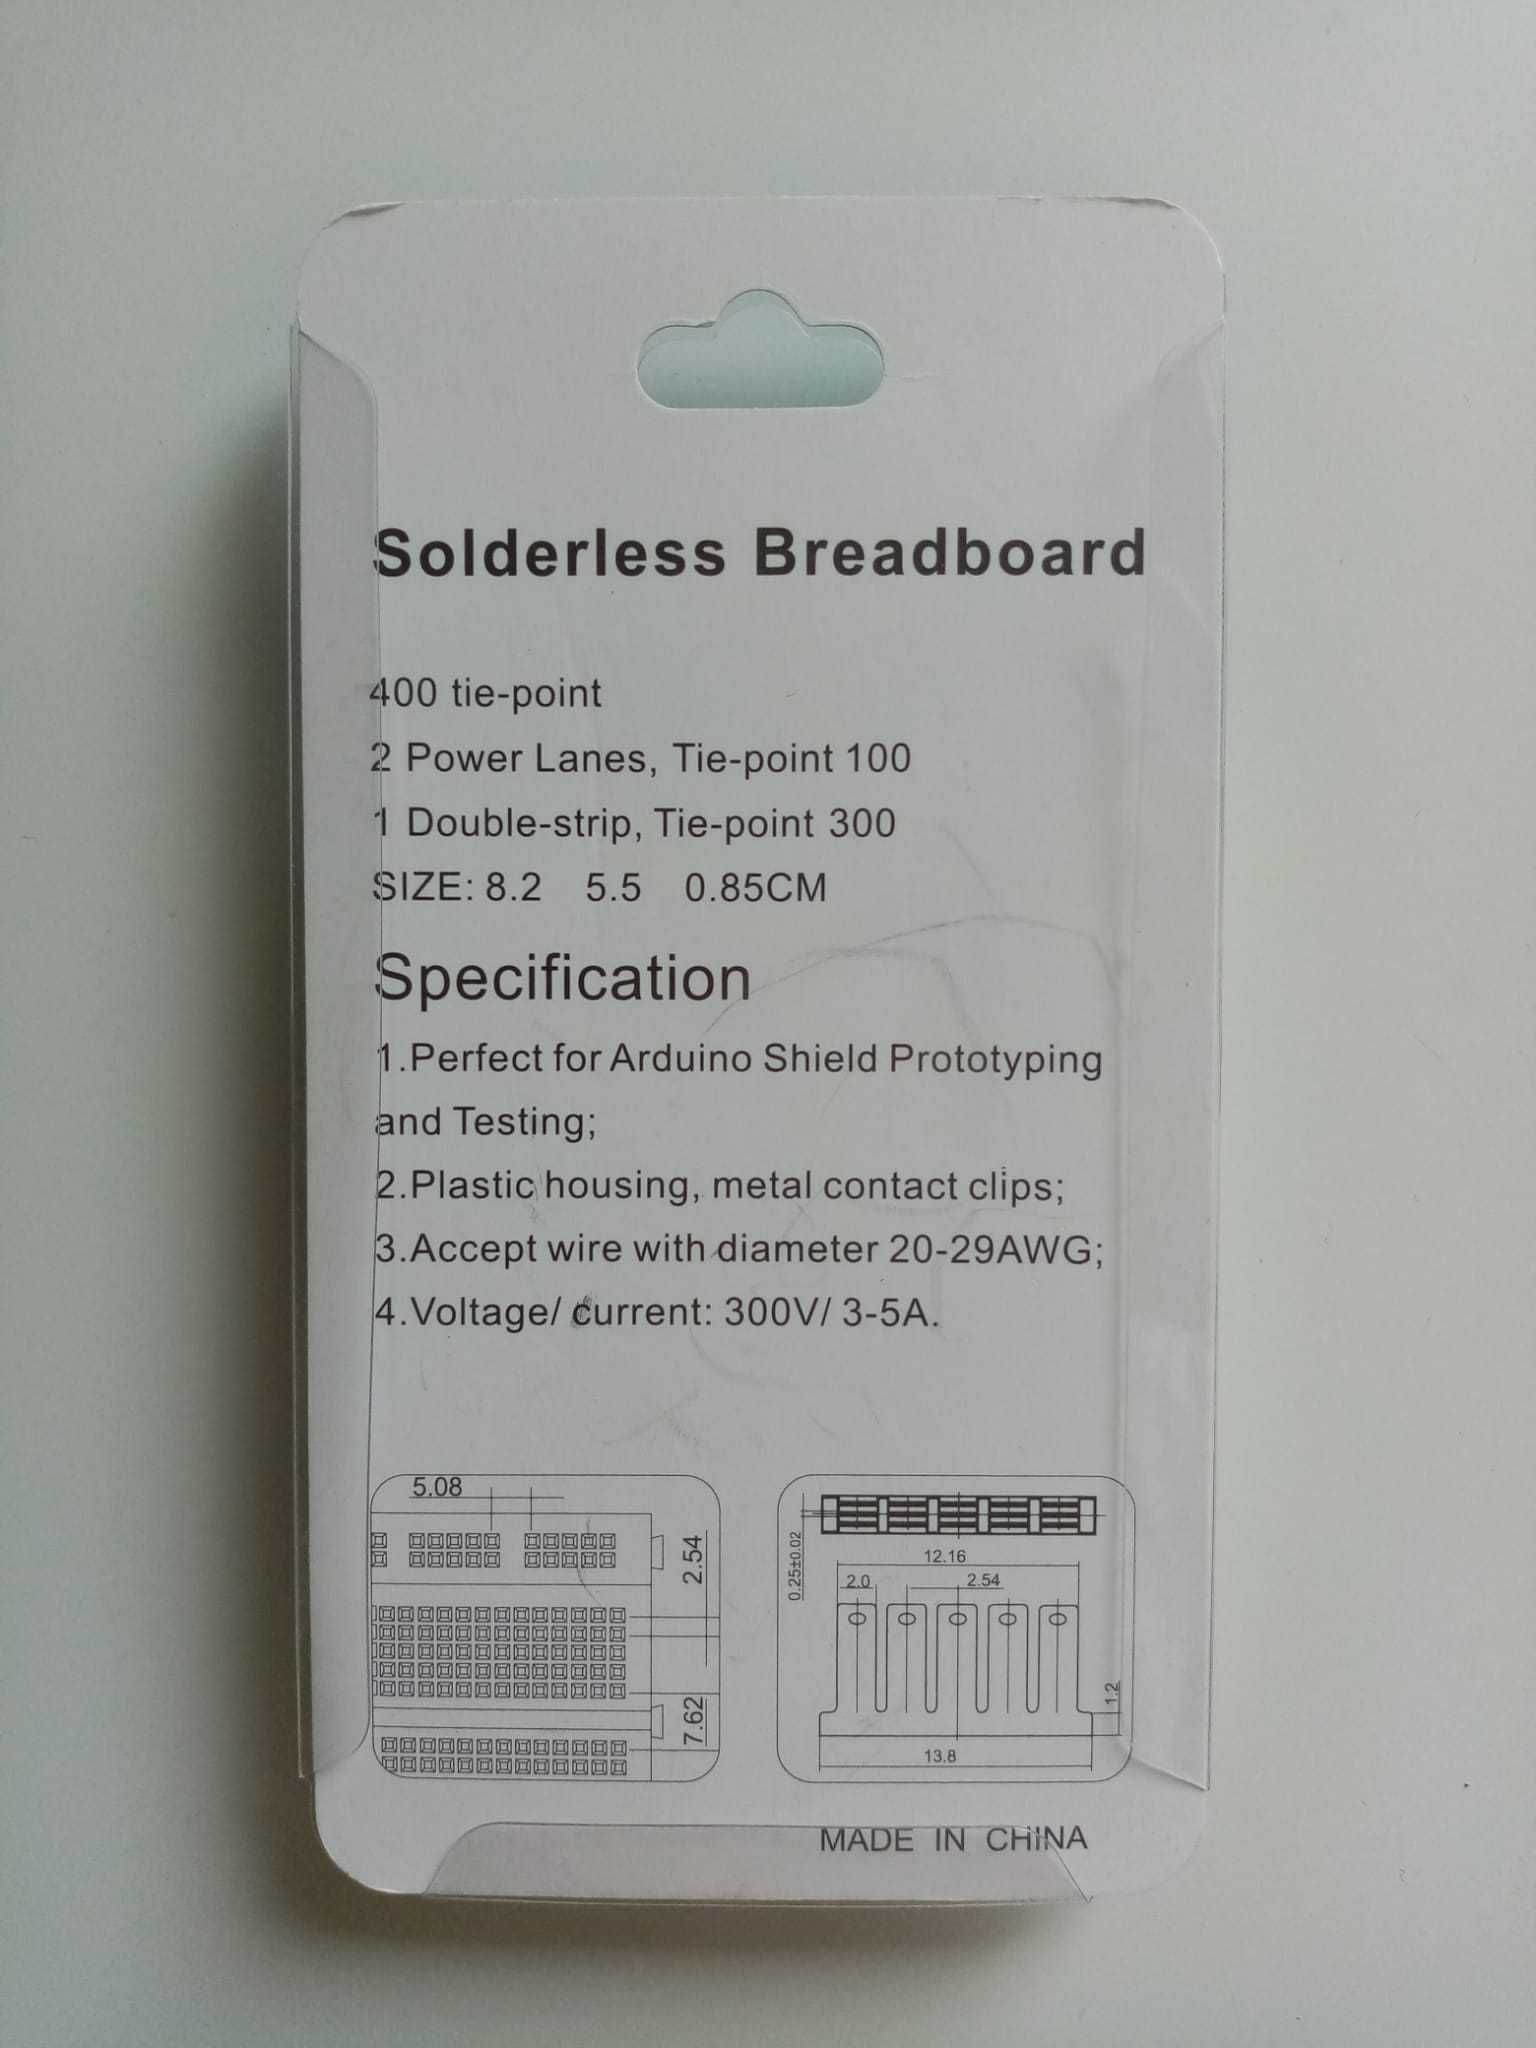 Solderless Breadboard
400 tie-point
2 Power Lanes, Tie-point 100
1 Double-strip, Tie-point 300
SIZE: 8.2 5.5 0.85CM
Specification
1.Perfect for Arduino Shield Prototyping
and Testing;
2.Plastic housing, metal contact clips;
3.Accept wire with diameter 20-29AWG;
4.Voltage/ current: 300V/ 3-5A.
5.08
2.54
7.62
0.25±0.02
12.16
2.0
2.54
1.2
13.8
MADE IN CHINA